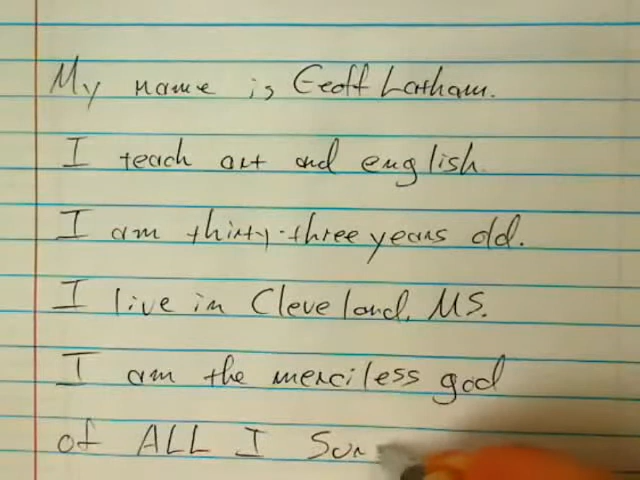 My name is Geoff Latham.
I teach art and english.
I am thirty-three years old.
I live in Cleveland, MS.
I am the merciless god
of ALL I Sur